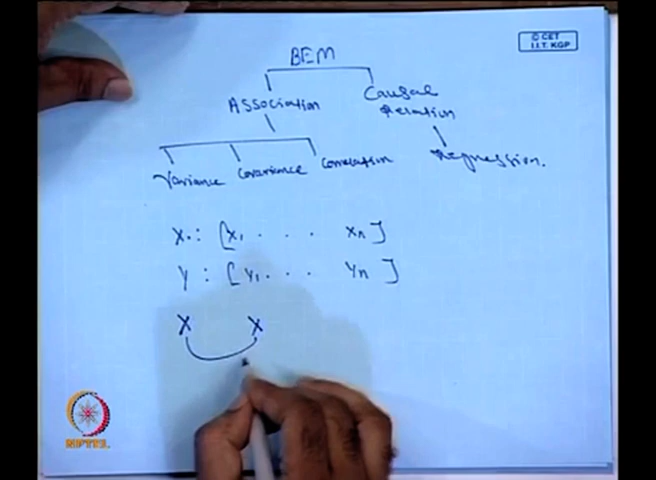 © CET
I.I.T. KGP
BEM
Association
Causal
Relation
Variance Covariance Correlation
Regression.
X : [X₁ . . . Xn]
Y : [Y₁ . . . Yn]
X X
NPTEL